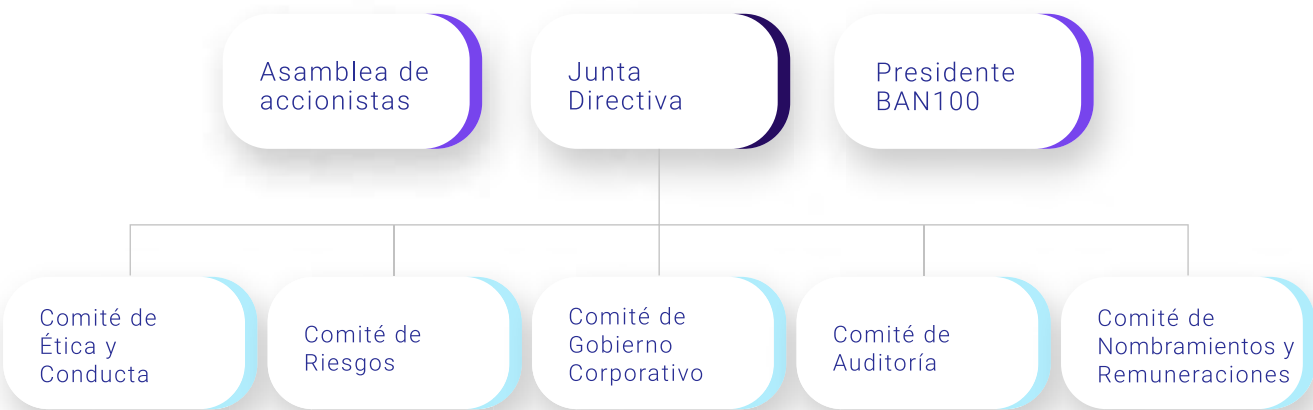 Asamblea de
accionistas
Junta
Directiva
Presidente
BAN100
Comité de
Ética y
Conducta
Comité de
Riesgos
Comité de
Gobierno
Corporativo
Comité de
Auditoría
Comité de
Nombramientos y
Remuneraciones